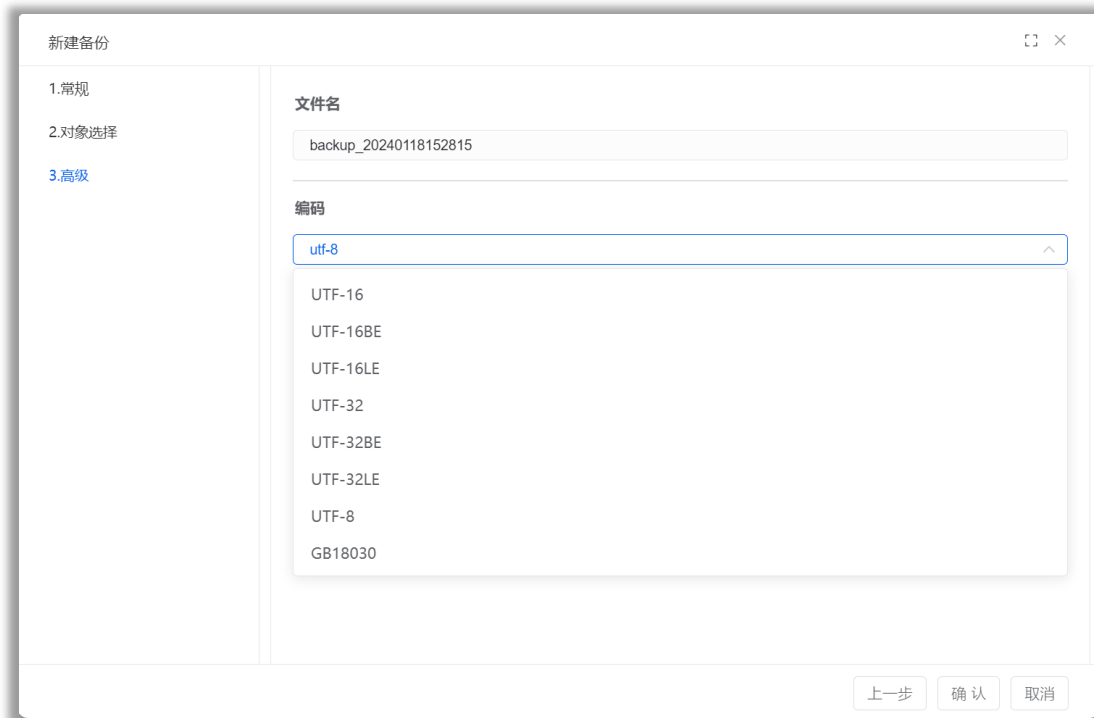 新建备份
1.常规
2.对象选择
3.高级
文件名
backup_20240118152815
编码
utf-8
UTF-16
UTF-16BE
UTF-16LE
UTF-32
UTF-32BE
UTF-32LE
UTF-8
GB18030
上一步 确 认 取消